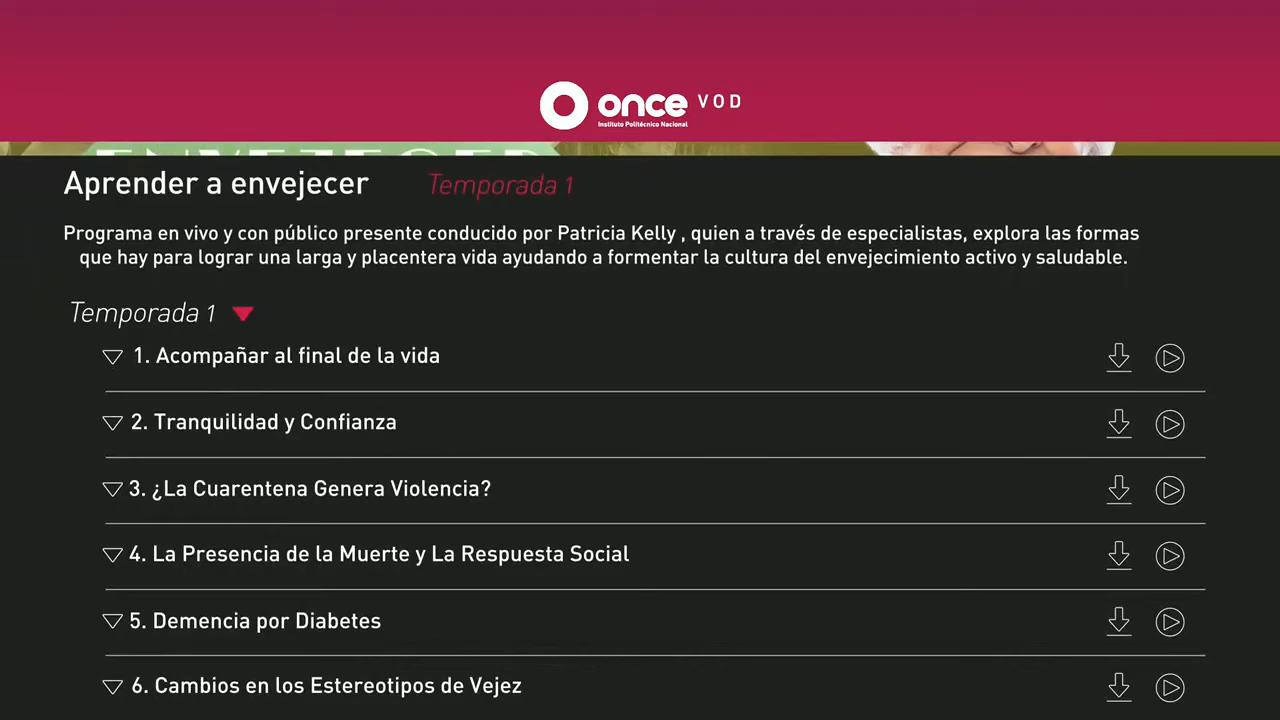 once VOD
Instituto Politécnico Nacional
ENVEJECER
Aprender a envejecer Temporada 1
Programa en vivo y con público presente conducido por Patricia Kelly , quien a través de especialistas, explora las formas
que hay para lograr una larga y placentera vida ayudando a formentar la cultura del envejecimiento activo y saludable.
Temporada 1
1. Acompañar al final de la vida
2. Tranquilidad y Confianza
3. ¿La Cuarentena Genera Violencia?
4. La Presencia de la Muerte y La Respuesta Social
5. Demencia por Diabetes
6. Cambios en los Estereotipos de Vejez